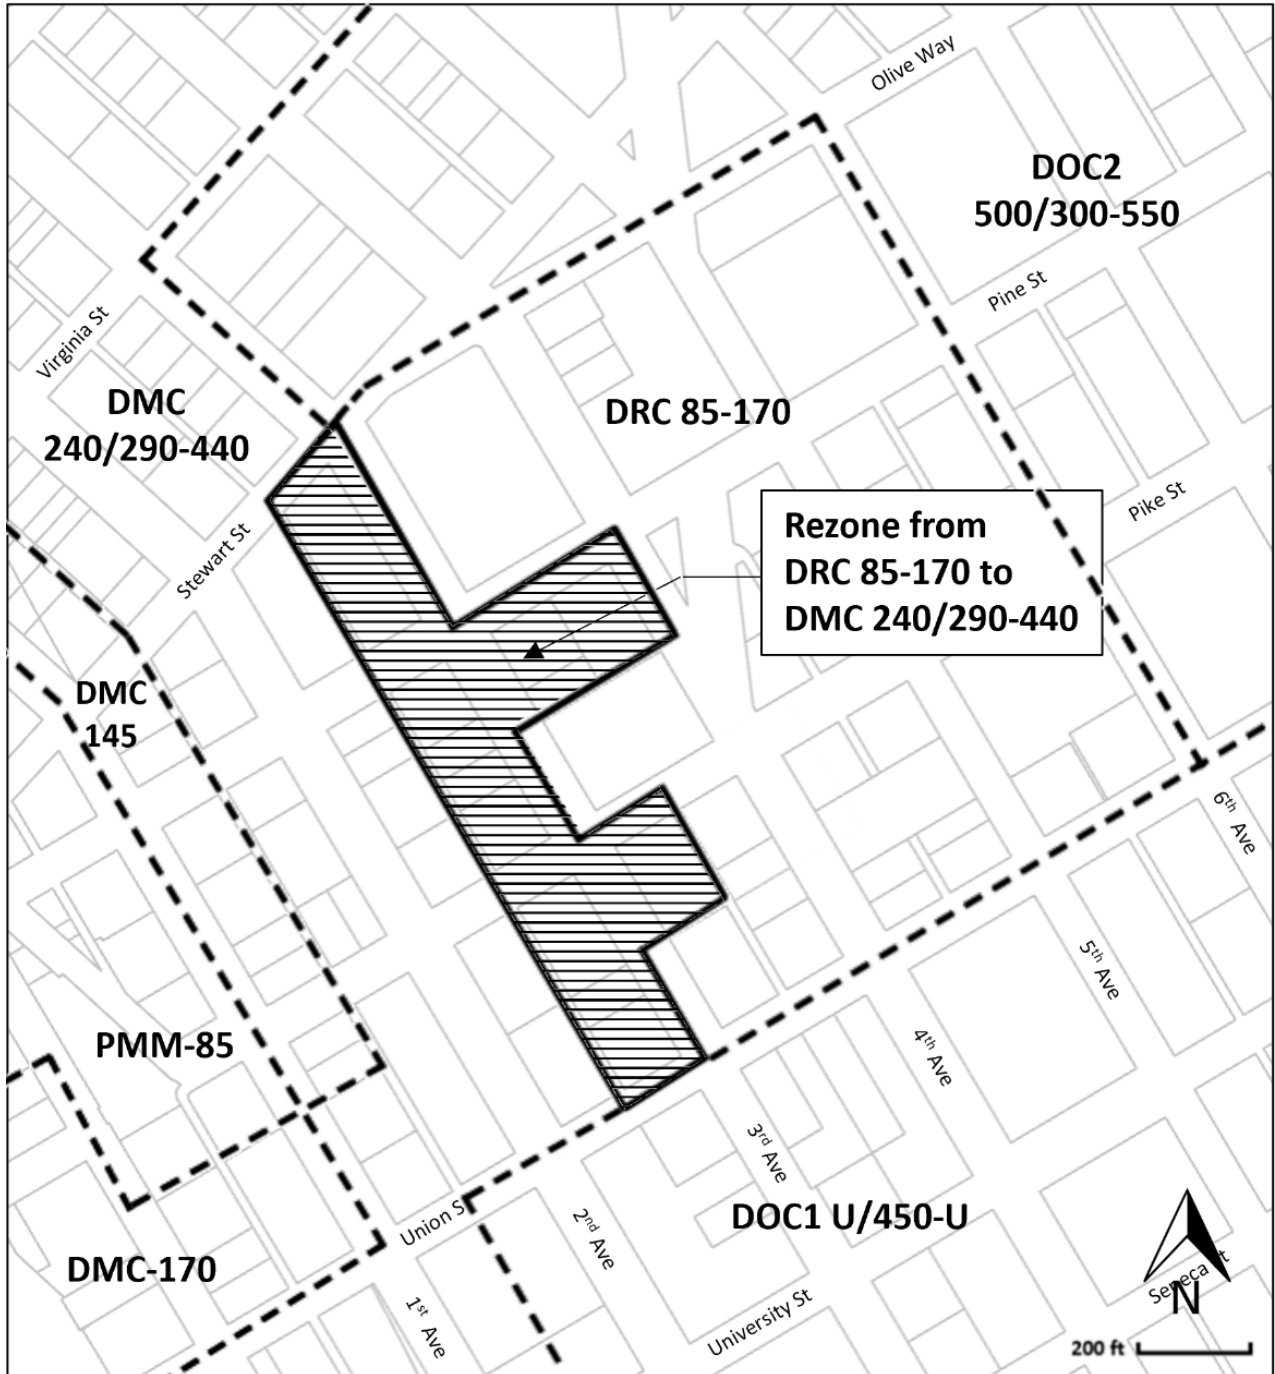 Olive Way
DOC2
500/300-550
Pine St
Virginia St
DMC
240/290-440
DRC 85-170
Pike St
Rezone from
DRC 85-170 to
DMC 240/290-440
Stewart St
DMC
145
6th Ave
5th Ave
PMM-85
4th Ave
3rd Ave
DOC1 U/450-U
Union S
2nd Ave
DMC-170
1st Ave
University St
Seneca St
N
200 ft